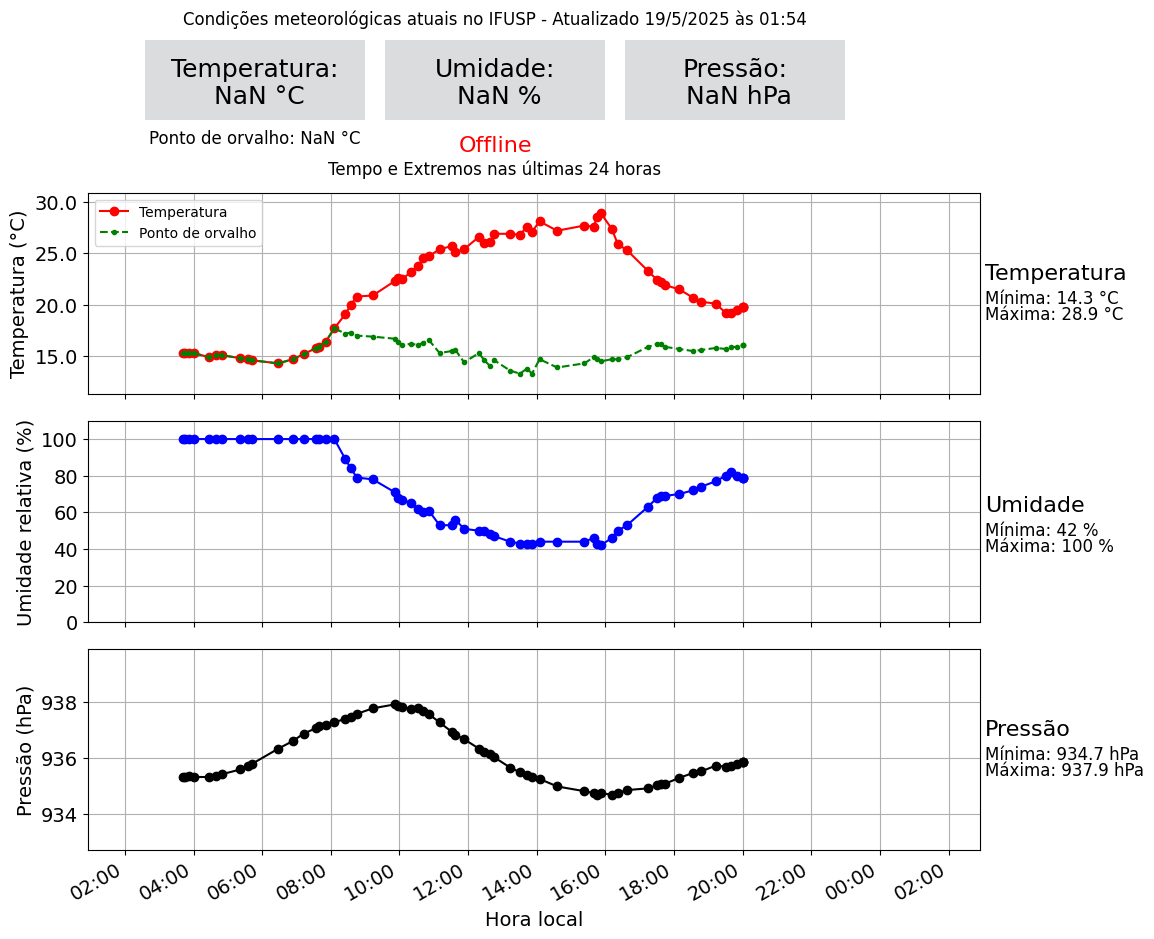 Condições meteorológicas atuais no IFUSP - Atualizado 19/5/2025 às 01:54
Temperatura:
NaN °C
Umidade:
NaN %
Pressão:
NaN hPa
Ponto de orvalho: NaN °C
Offline
Tempo e Extremos nas últimas 24 horas
Temperatura (°C)
30.0
25.0
20.0
15.0
Temperatura
Ponto de orvalho
Temperatura
Mínima: 14.3 °C
Máxima: 28.9 °C
Umidade relativa (%)
100
80
60
40
20
0
Umidade
Mínima: 42 %
Máxima: 100 %
Pressão (hPa)
938
936
934
Pressão
Mínima: 934.7 hPa
Máxima: 937.9 hPa
02:00
04:00
06:00
08:00
10:00
12:00
14:00
16:00
18:00
20:00
22:00
00:00
02:00
Hora local